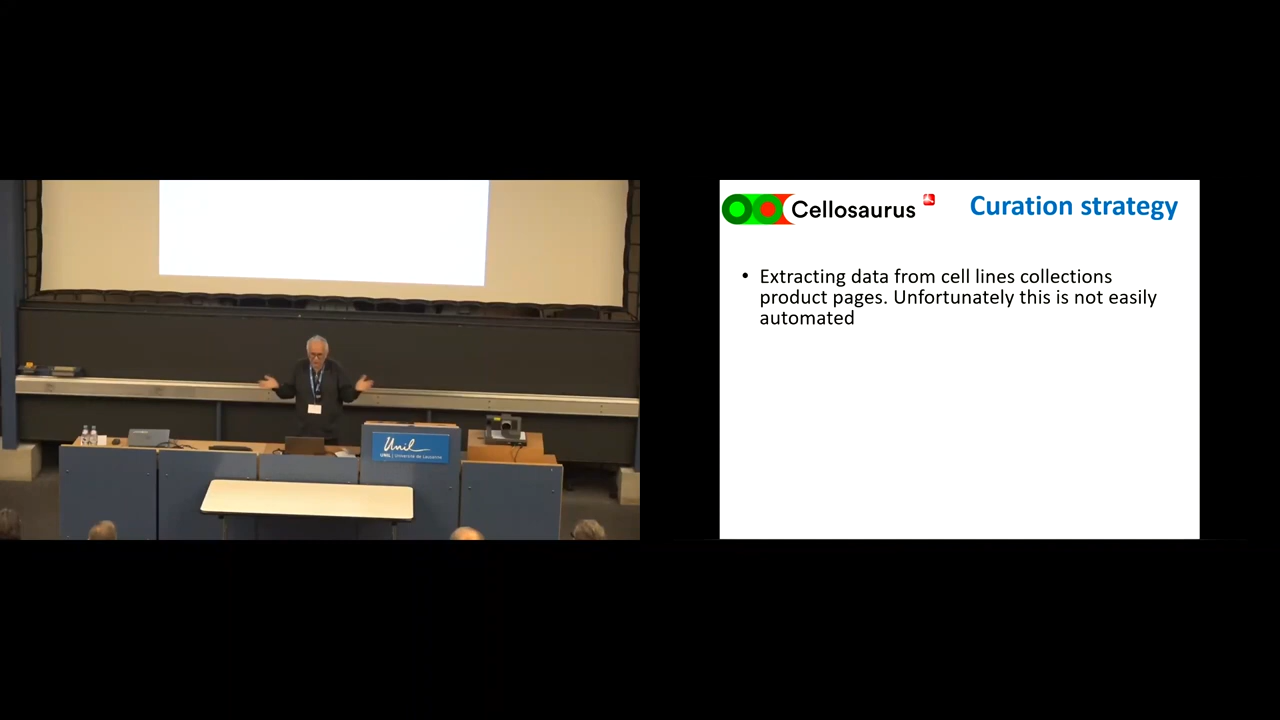 Cellosaurus
Curation strategy
• Extracting data from cell lines collections
product pages. Unfortunately this is not easily
automated
Unil
UNIL | Université de Lausanne